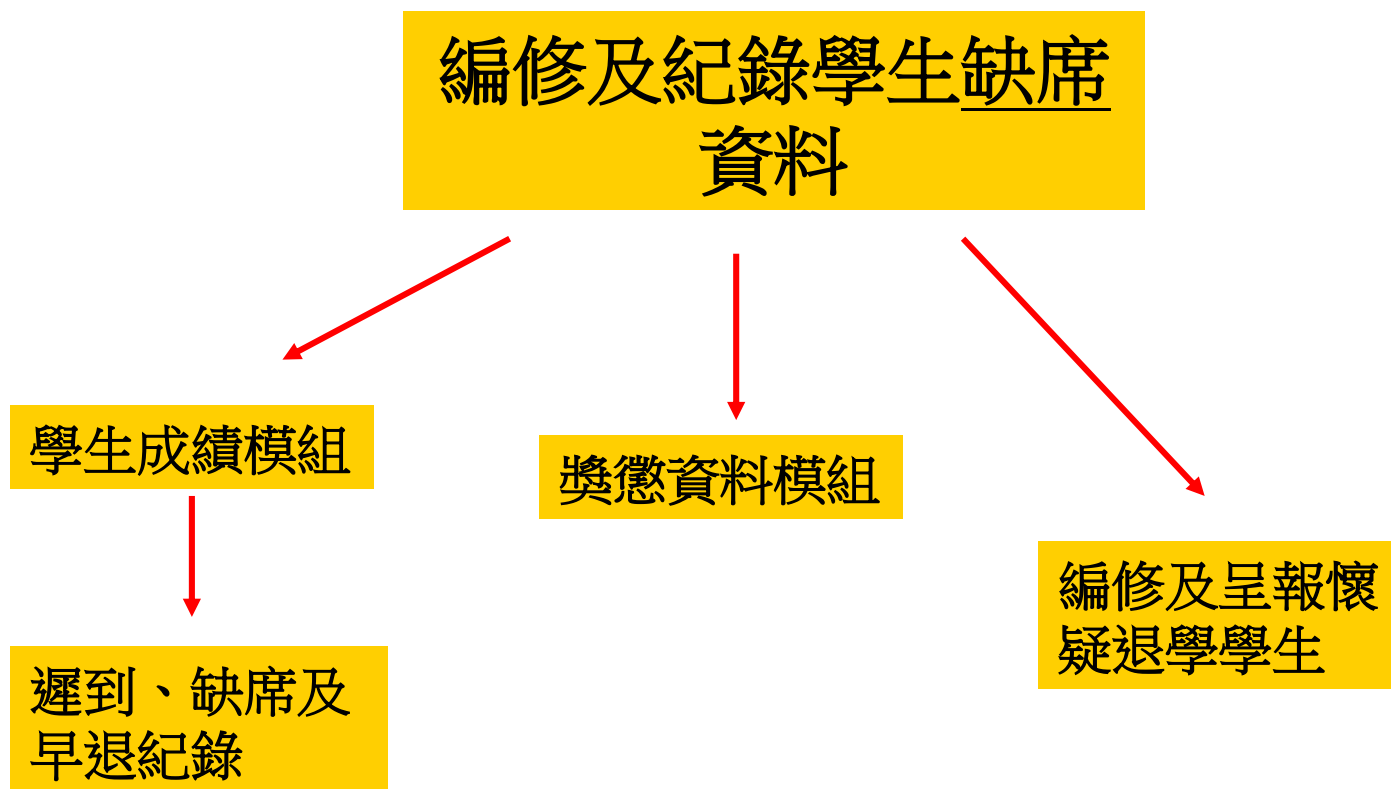 編修及紀錄學生缺席
資料
學生成績模組
獎懲資料模組
編修及呈報懷
疑退學學生
遲到、缺席及
早退紀錄